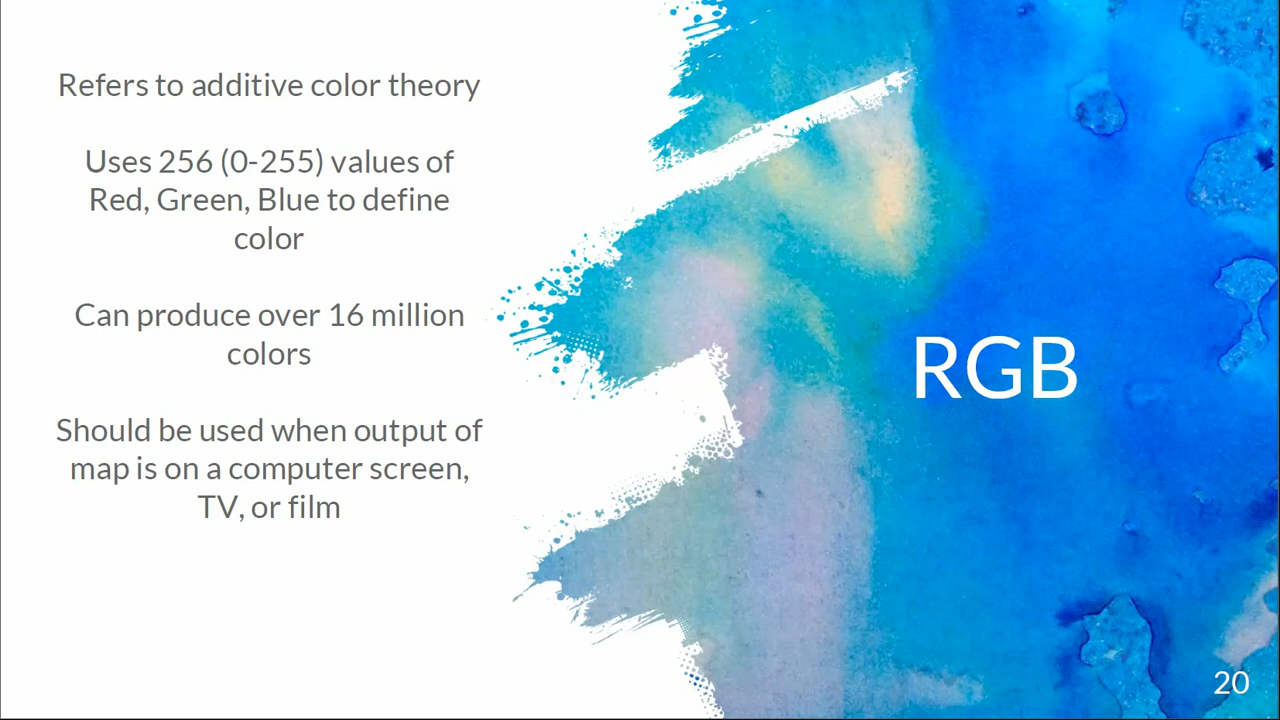 Refers to additive color theory
Uses 256 (0-255) values of
Red, Green, Blue to define
color
Can produce over 16 million
colors
Should be used when output of
map is on a computer screen,
TV, or film
RGB
20